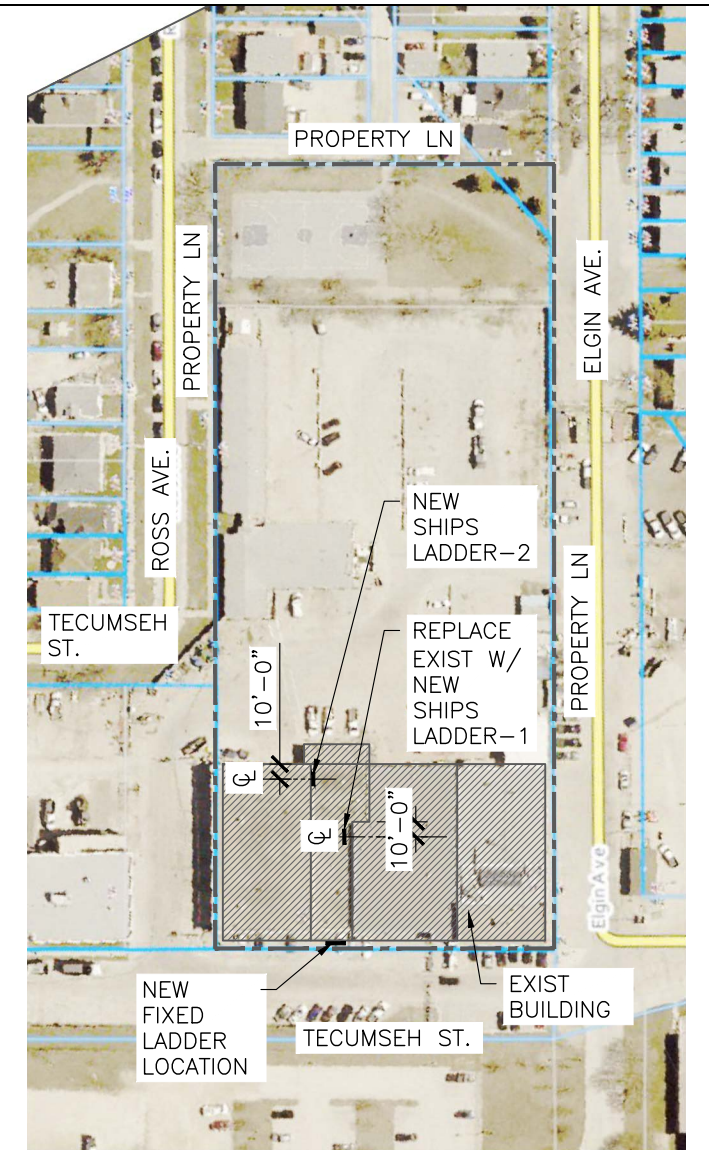 PROPERTY LN
PROPERTY LN
ELGIN AVE.
ROSS AVE.
NEW
SHIPS
LADDER-2
PROPERTY LN
TECUMSEH
ST.
REPLACE
EXIST W/
NEW
SHIPS
LADDER-1
10'-0"
℄
℄
10'-0"
Elgin Ave
NEW
FIXED
LADDER
LOCATION
EXIST
BUILDING
TECUMSEH ST.